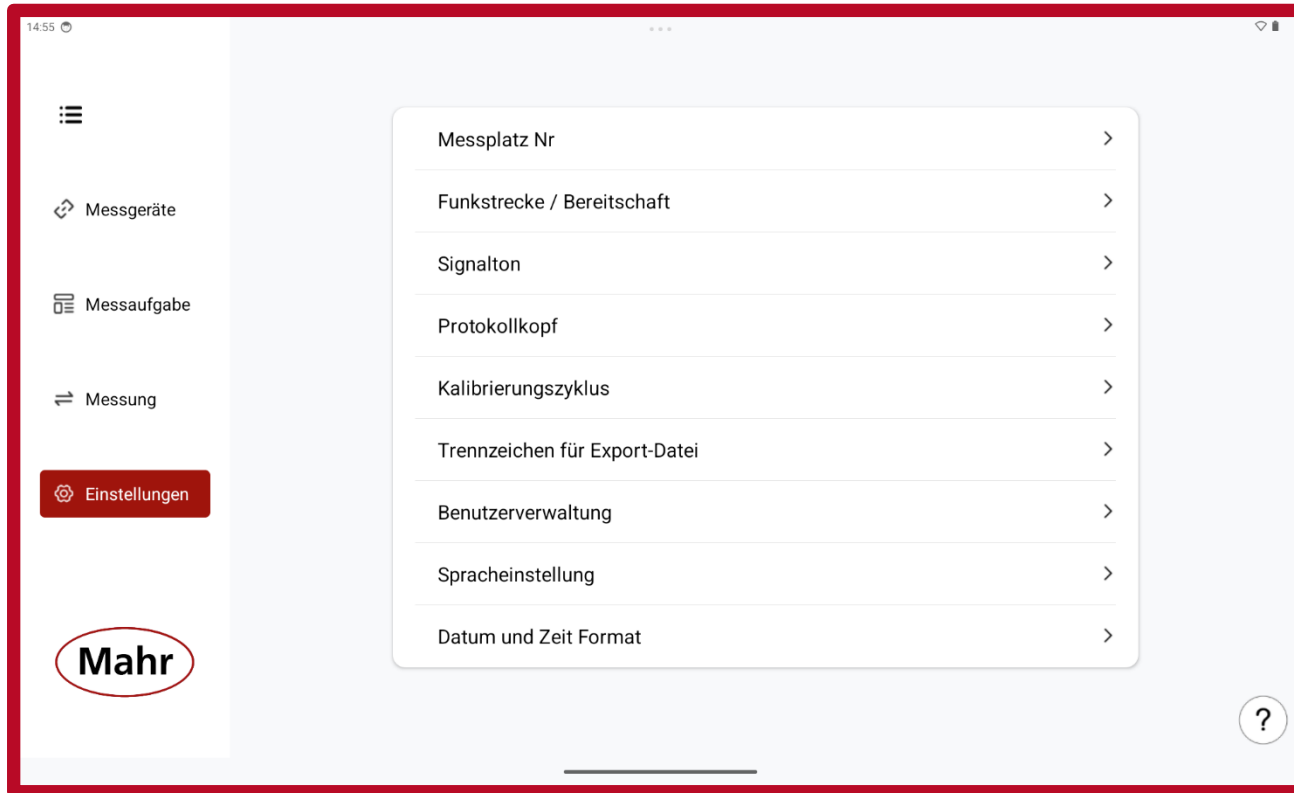 14:55
Messgeräte
Messaufgabe
Messung
Einstellungen
Mahr
Messplatz Nr
Funkstrecke / Bereitschaft
Signalton
Protokollkopf
Kalibrierungszyklus
Trennzeichen für Export-Datei
Benutzerverwaltung
Spracheinstellung
Datum und Zeit Format
?